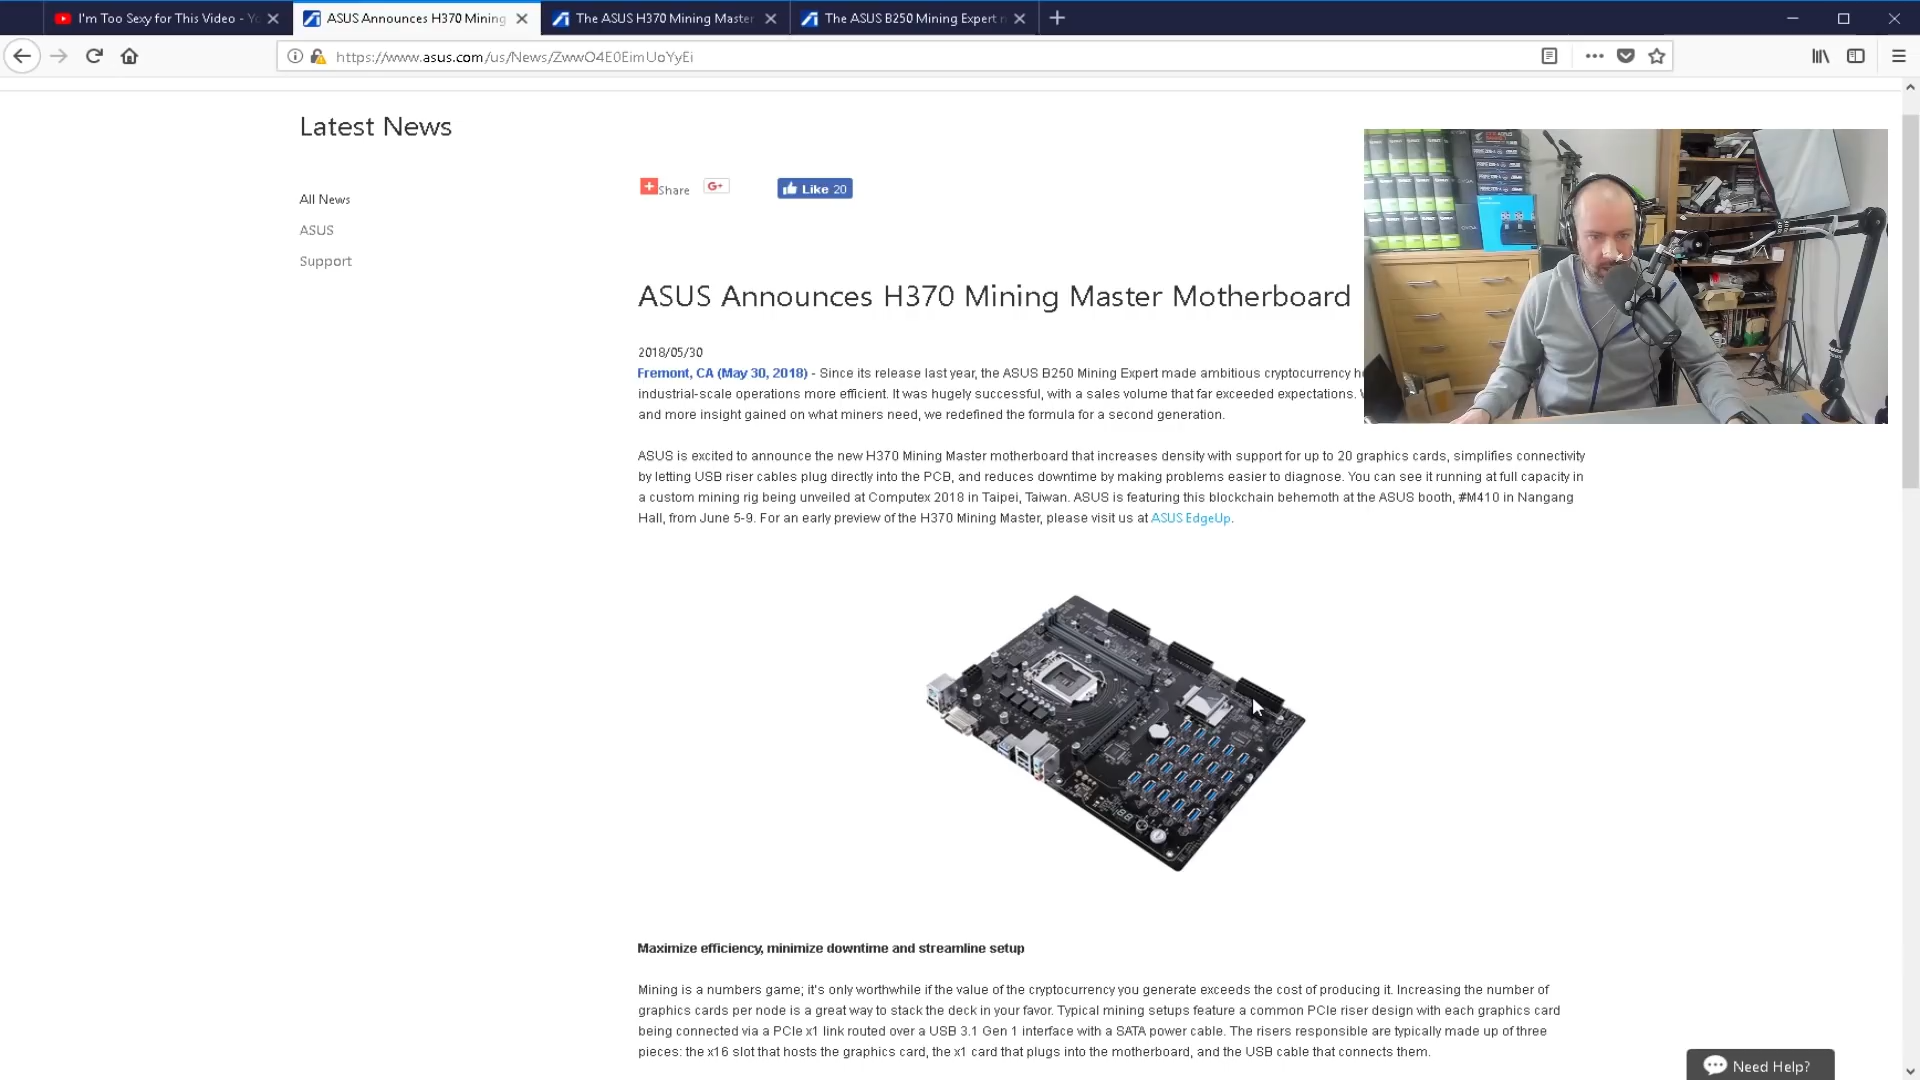 I'm Too Sexy for This Video - Yo
ASUS Announces H370 Mining
The ASUS H370 Mining Master
The ASUS B250 Mining Expert
https://www.asus.com/us/News/ZwwO4E0EimUoYyEi
Latest News
All News
ASUS
Support
Share
G+
Like 20
ASUS Announces H370 Mining Master Motherboard
2018/05/30
Fremont, CA (May 30, 2018) - Since its release last year, the ASUS B250 Mining Expert made ambitious cryptocurrency
industrial-scale operations more efficient. It was hugely successful, with a sales volume that far exceeded expectations.
and more insight gained on what miners need, we redefined the formula for a second generation.
ASUS is excited to announce the new H370 Mining Master motherboard that increases density with support for up to 20 graphics cards, simplifies connectivity
by letting USB riser cables plug directly into the PCB, and reduces downtime by making problems easier to diagnose. You can see it running at full capacity in
a custom mining rig being unveiled at Computex 2018 in Taipei, Taiwan. ASUS is featuring this blockchain behemoth at the ASUS booth, #M410 in Nangang
Hall, from June 5-9. For an early preview of the H370 Mining Master, please visit us at ASUS EdgeUp.
Maximize efficiency, minimize downtime and streamline setup
Mining is a numbers game; it's only worthwhile if the value of the cryptocurrency you generate exceeds the cost of producing it. Increasing the number of
graphics cards per node is a great way to stack the deck in your favor. Typical mining setups feature a common PCIe riser design with each graphics card
being connected via a PCIe x1 link routed over a USB 3.1 Gen 1 interface with a SATA power cable. The risers responsible are typically made up of three
pieces: the x16 slot that hosts the graphics card, the x1 card that plugs into the motherboard, and the USB cable that connects them.
Need Help?